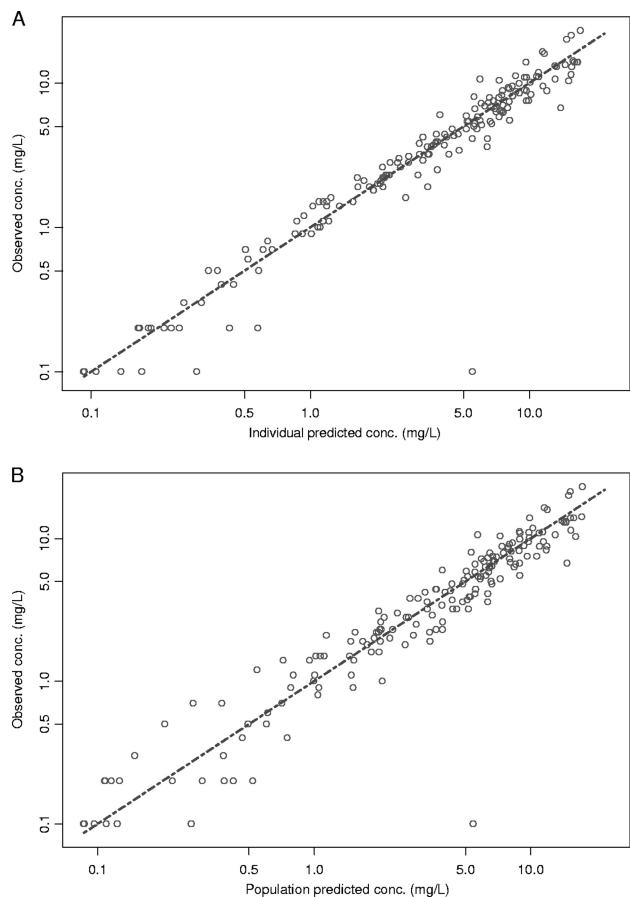 A
Observed conc. (mg/L)
10.0
5.0
1.0
0.5
0.1
0.1 0.5 1.0 5.0 10.0
Individual predicted conc. (mg/L)
B
Observed conc. (mg/L)
10.0
5.0
1.0
0.5
0.1
0.1 0.5 1.0 5.0 10.0
Population predicted conc. (mg/L)